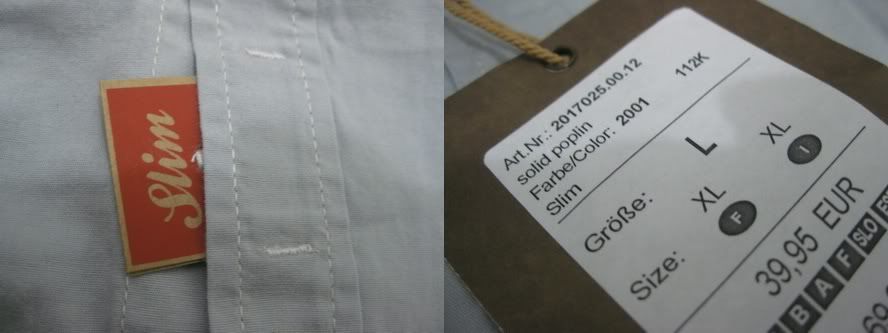 Slim
Art.Nr.: 2017025.00.12
solid poplin 112K
Farbe/Color: 2001
Slim
Größe: L XL
Size: XL F I
39,95 EUR
B A F SLO